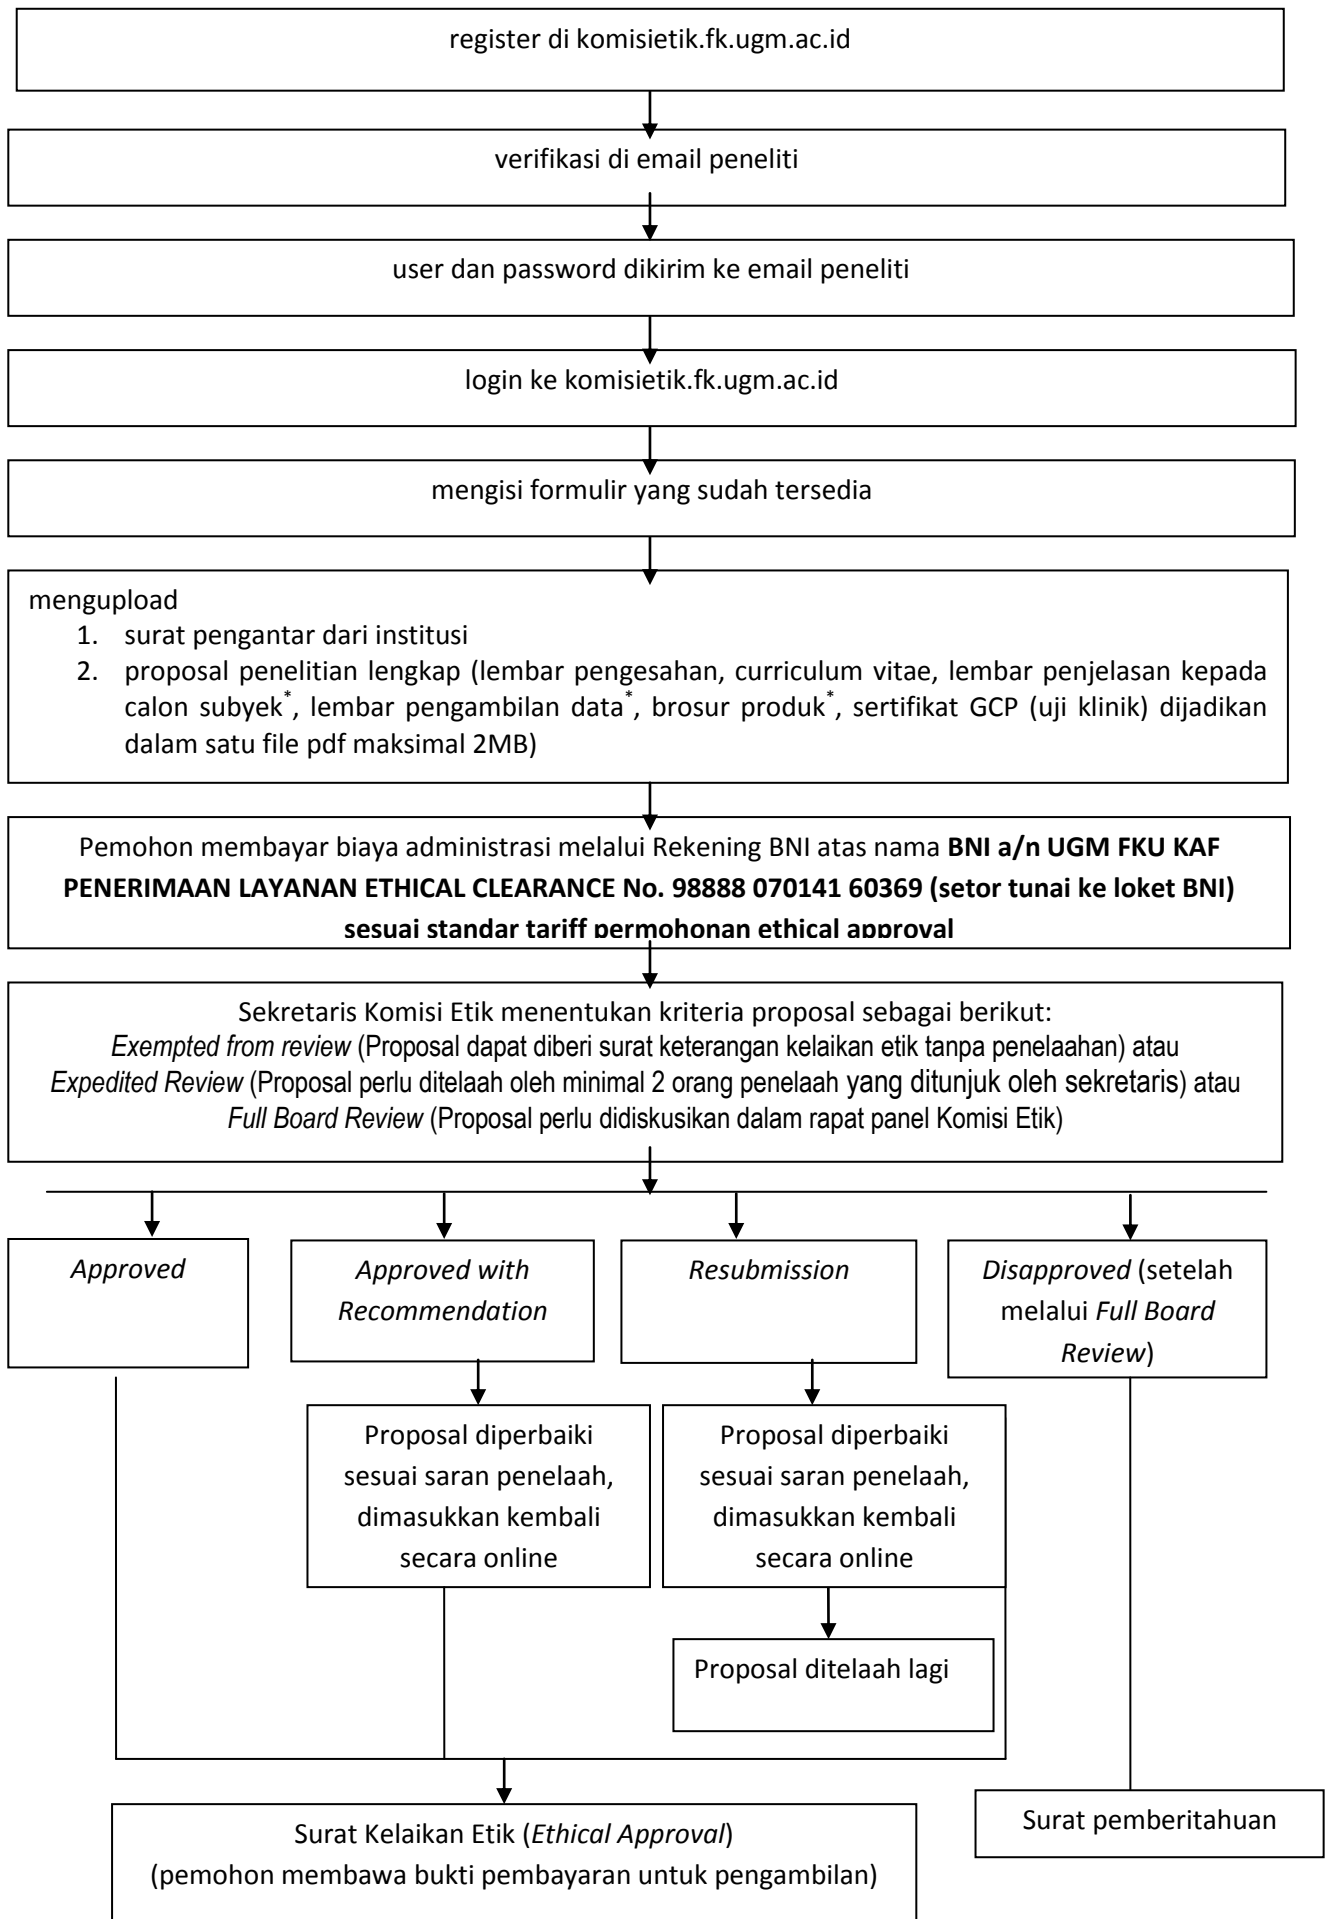 register di komisietik.fk.ugm.ac.id
verifikasi di email peneliti
user dan password dikirim ke email peneliti
login ke komisietik.fk.ugm.ac.id
mengisi formulir yang sudah tersedia
mengupload
1. surat pengantar dari institusi
2. proposal penelitian lengkap (lembar pengesahan, curriculum vitae, lembar penjelasan kepada
calon subyek*, lembar pengambilan data*, brosur produk*, sertifikat GCP (uji klinik) dijadikan
dalam satu file pdf maksimal 2MB)
Pemohon membayar biaya administrasi melalui Rekening BNI atas nama BNI a/n UGM FKU KAF
PENERIMAAN LAYANAN ETHICAL CLEARANCE No. 98888 070141 60369 (setor tunai ke loket BNI)
sesuai standar tariff permohonan ethical approval
Sekretaris Komisi Etik menentukan kriteria proposal sebagai berikut:
Exempted from review (Proposal dapat diberi surat keterangan kelaikan etik tanpa penelaahan) atau
Expedited Review (Proposal perlu ditelaah oleh minimal 2 orang penelaah yang ditunjuk oleh sekretaris) atau
Full Board Review (Proposal perlu didiskusikan dalam rapat panel Komisi Etik)
Approved
Approved with
Recommendation
Resubmission
Disapproved (setelah
melalui Full Board
Review)
Proposal diperbaiki
sesuai saran penelaah,
dimasukkan kembali
secara online
Proposal diperbaiki
sesuai saran penelaah,
dimasukkan kembali
secara online
Proposal ditelaah lagi
Surat Kelaikan Etik (Ethical Approval)
(pemohon membawa bukti pembayaran untuk pengambilan)
Surat pemberitahuan